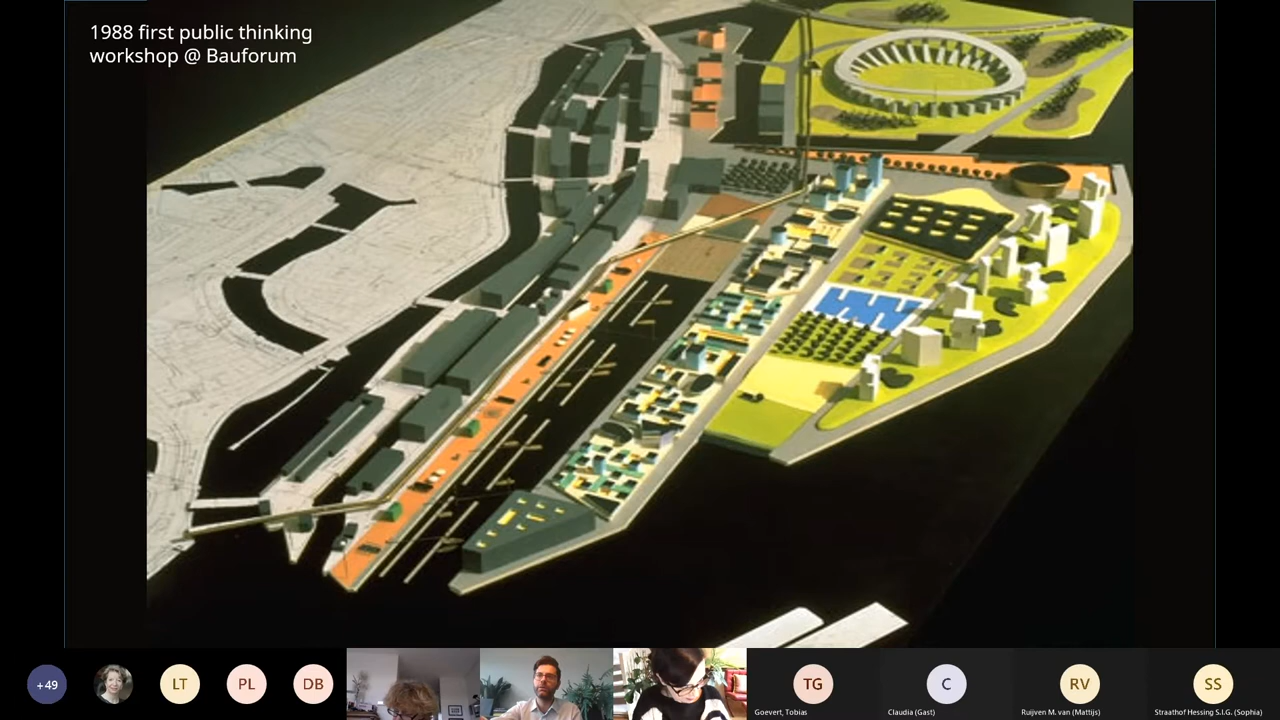 1988 first public thinking
workshop @ Bauforum
+49
LT
PL
DB
TG
C
RV
SS
Goevert, Tobias
Claudia (Gast)
Ruijven M. van (Mattijs)
Straathof Hessing S.I.G. (Sophia)